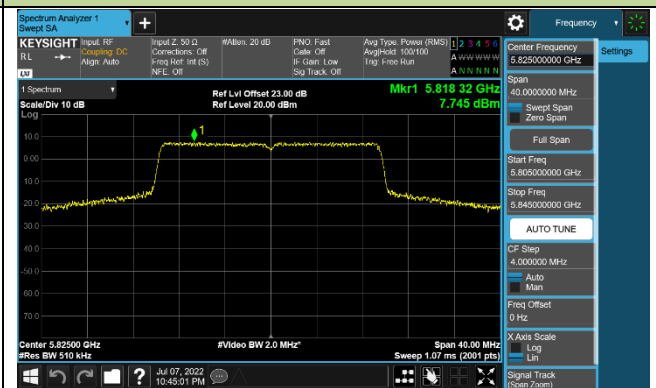 Spectrum Analyzer 1
Swept SA
Frequency
KEYSIGHT
RL
LXI
Input: RF
Coupling: DC
Align: Auto
Input Z: 50 Ω
Corrections: Off
Freq Ref: Int (S)
NFE: Off
#Atten: 20 dB
PNO: Fast
Gate: Off
IF Gain: Low
Sig Track: Off
Avg Type: Power (RMS)
Avg|Hold: 100/100
Trig: Free Run
1 2 3 4 5 6
A W W W W W
A N N N N N
Center Frequency
5.825000000 GHz
Settings
Span
40.0000000 MHz
Swept Span
Zero Span
Full Span
Start Freq
5.805000000 GHz
Stop Freq
5.845000000 GHz
AUTO TUNE
CF Step
4.000000 MHz
Auto
Man
Freq Offset
0 Hz
X Axis Scale
Log
Lin
Signal Track
(Span Zoom)
1 Spectrum
Scale/Div 10 dB
Log
Ref Lvl Offset 23.00 dB
Ref Level 20.00 dBm
Mkr1 5.818 32 GHz
7.745 dBm
1
10.0
0.00
10.0
20.0
30.0
40.0
-50.0
60.0
70.0
Center 5.82500 GHz
#Res BW 510 kHz
#Video BW 2.0 MHz*
Span 40.00 MHz
Sweep 1.07 ms (2001 pts)
?
Jul 07, 2022
10:45:01 PM